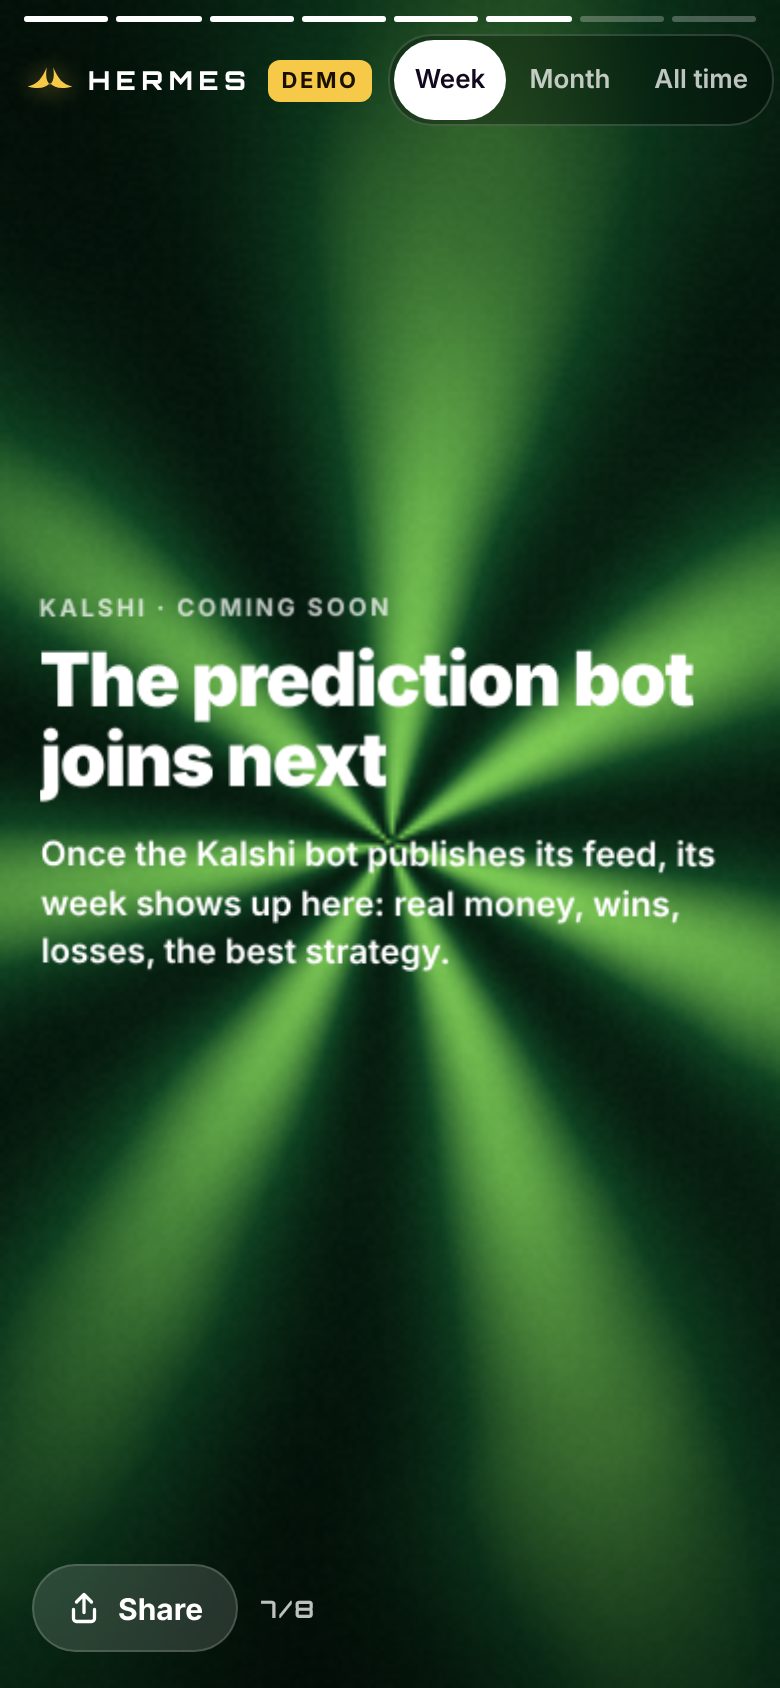 HERMES DEMO Week Month All time
KALSHI · COMING SOON
The prediction bot
joins next
Once the Kalshi bot publishes its feed, its
week shows up here: real money, wins,
losses, the best strategy.
Share 7/8